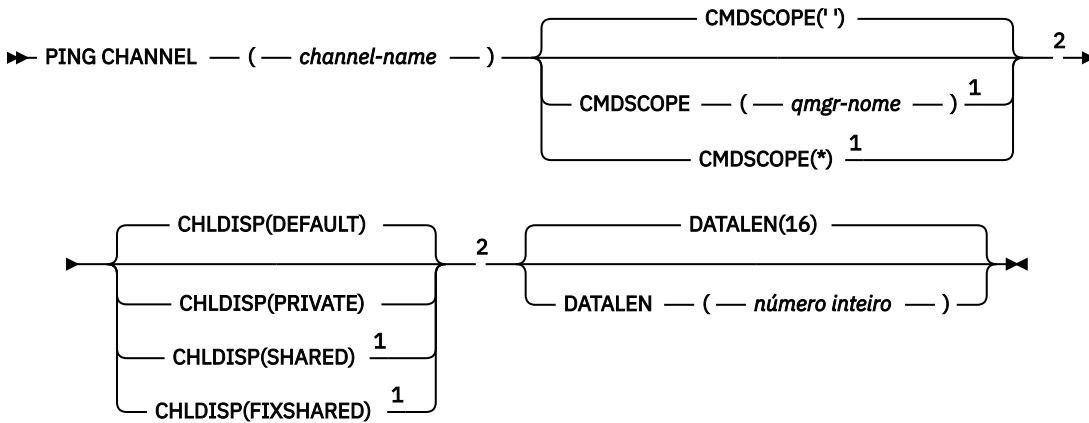 CMDSCOPE(' ')
PING CHANNEL ( channel-name ) 2
CMDSCOPE ( qmgr-nome ) 1
CMDSCOPE(*) 1
CHLDISP(DEFAULT) DATALEN(16)
2
CHLDISP(PRIVATE) DATALEN ( número inteiro )
CHLDISP(SHARED) 1
CHLDISP(FIXSHARED) 1